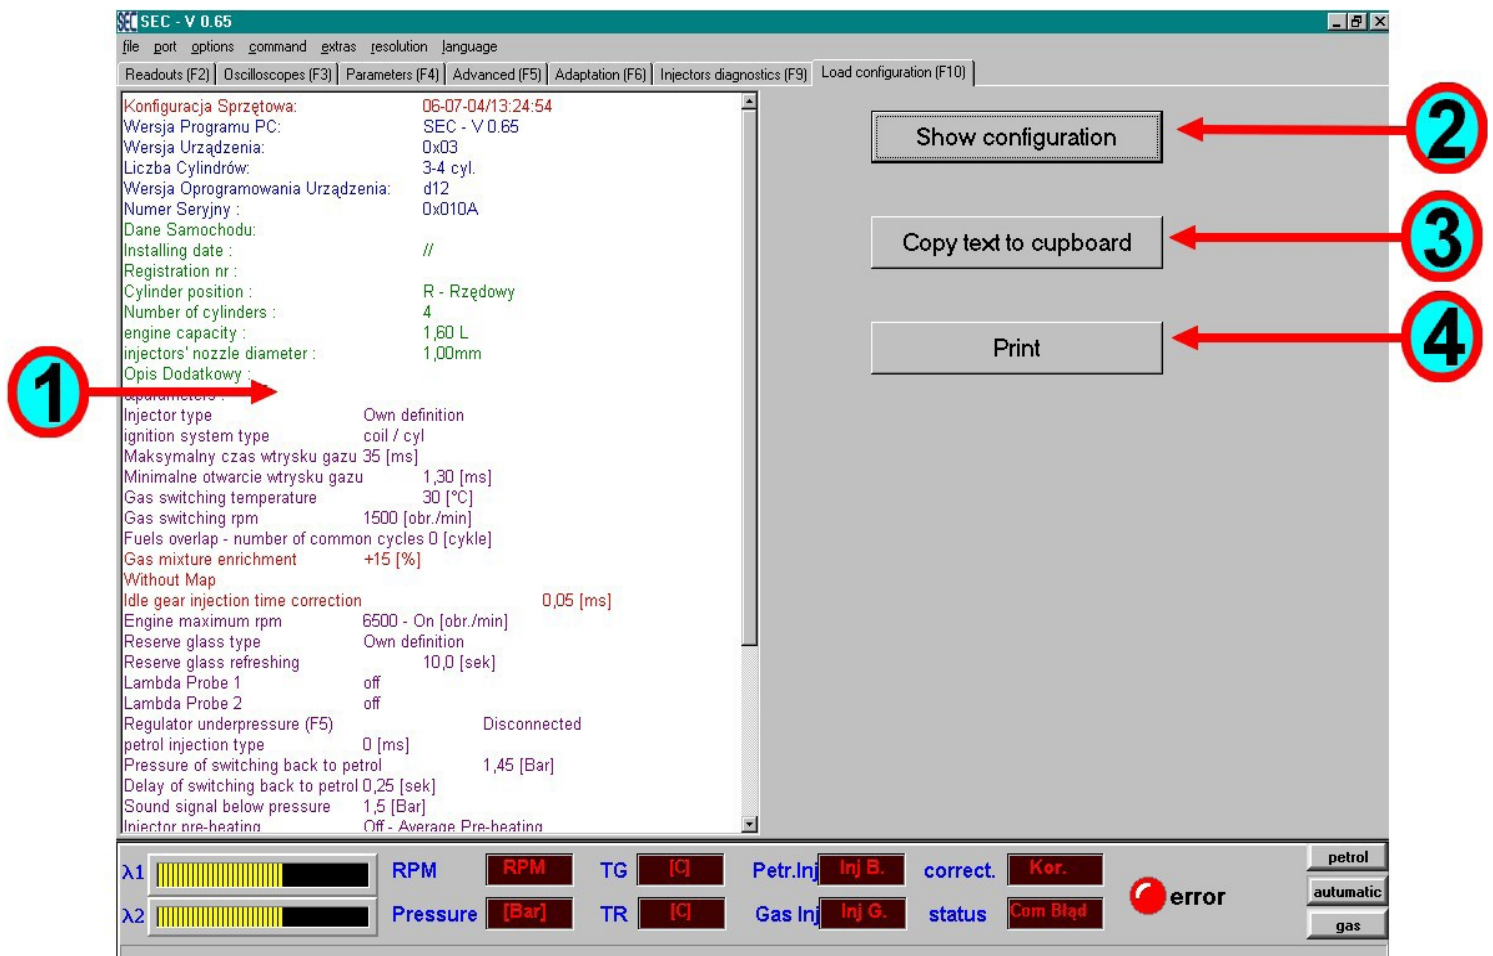 SEC SEC - V 0.65
file port options command extras resolution language
Readouts (F2) Oscilloscopes (F3) Parameters (F4) Advanced (F5) Adaptation (F6) Injectors diagnostics (F9) Load configuration (F10)
Konfiguracja Sprzętowa: 06-07-04/13:24:54
Wersja Programu PC: SEC - V 0.65
Wersja Urządzenia: 0x03
Liczba Cylindrów: 3-4 cyl.
Wersja Oprogramowania Urządzenia: d12
Numer Seryjny : 0x010A
Dane Samochodu:
Installing date : //
Registration nr :
Cylinder position : R - Rzędowy
Number of cylinders : 4
engine capacity : 1,60 L
injectors' nozzle diameter : 1,00mm
Opis Dodatkowy :
&parameters :
Injector type Own definition
ignition system type coil / cyl
Maksymalny czas wtrysku gazu 35 [ms]
Minimalne otwarcie wtrysku gazu 1,30 [ms]
Gas switching temperature 30 [°C]
Gas switching rpm 1500 [obr./min]
Fuels overlap - number of common cycles 0 [cykle]
Gas mixture enrichment +15 [%]
Without Map
Idle gear injection time correction 0,05 [ms]
Engine maximum rpm 6500 - On [obr./min]
Reserve glass type Own definition
Reserve glass refreshing 10,0 [sek]
Lambda Probe 1 off
Lambda Probe 2 off
Regulator underpressure (F5) Disconnected
petrol injection type 0 [ms]
Pressure of switching back to petrol 1,45 [Bar]
Delay of switching back to petrol 0,25 [sek]
Sound signal below pressure 1,5 [Bar]
Injector pre-heating Off - Average Pre-heating
1
Show configuration
2
Copy text to cupboard
3
Print
4
λ1 RPM RPM TG [C] Petr.Inj Inj B. correct. Kor.
λ2 Pressure [Bar] TR [C] Gas Inj Inj G. status Com Błąd
error
petrol
autumatic
gas